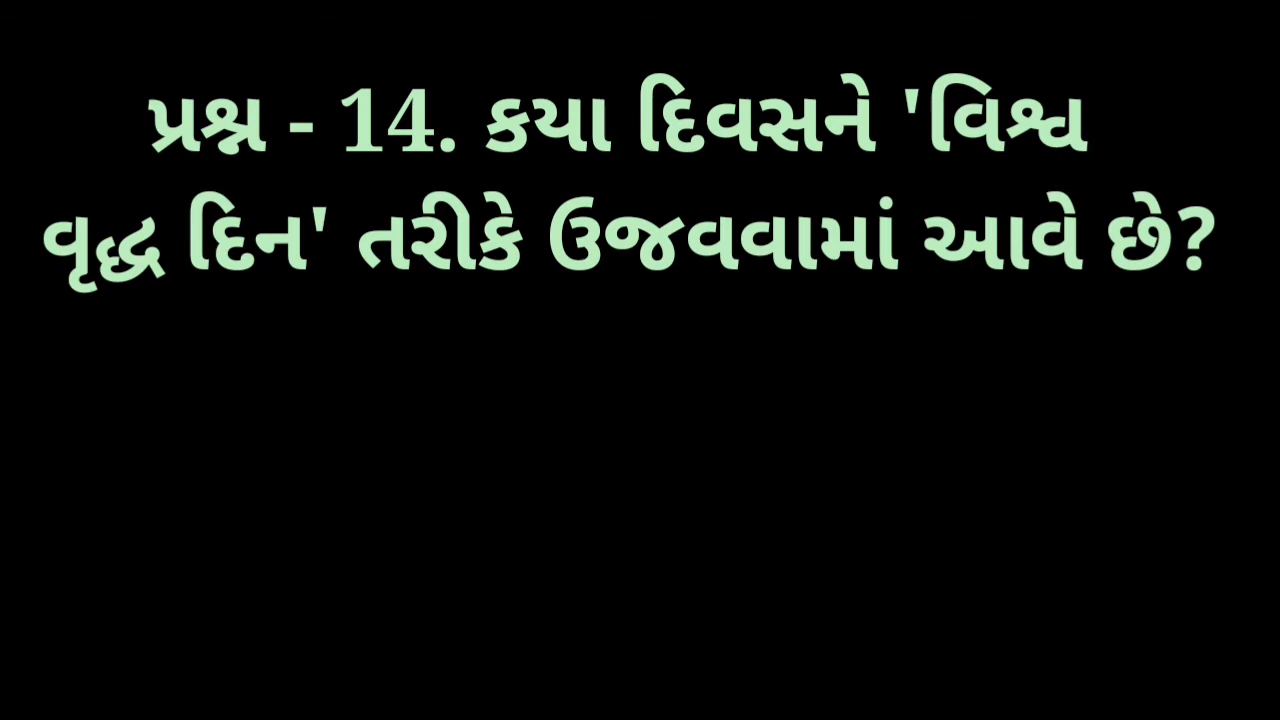 પ્રશ્ન - 14. કયા દિવસને 'વિશ્વ
વૃદ્ધ દિન' તરીકે ઉજવવામાં આવે છે?